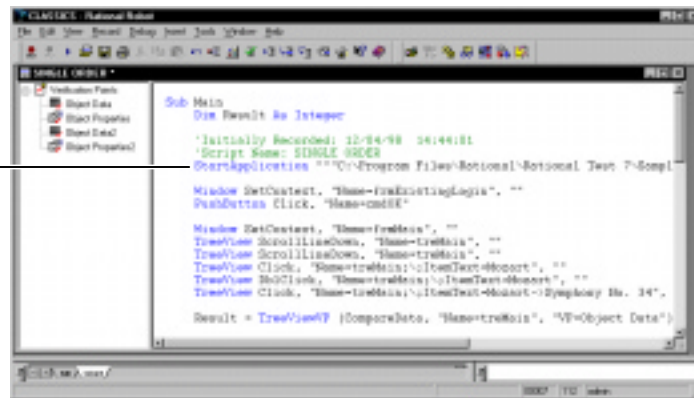 CLASSICS - Rational Robot
File Edit View Record Debug Insert Tools Window Help
SINGLE ORDER *
Verification Points
Object Data
Object Properties
Object Data2
Object Properties2
Sub Main
Dim Result As Integer
'Initially Recorded: 12/04/98 14:44:01
'Script Name: SINGLE ORDER
StartApplication """C:\Program Files\Rational\Rational Test 7\Sampl
Window SetContext, "Name=frmExistingLogin", ""
PushButton Click, "Name=cmdOK"
Window SetContext, "Name=frmMain", ""
TreeView ScrollLineDown, "Name=treMain", ""
TreeView ScrollLineDown, "Name=treMain", ""
TreeView Click, "Name=treMain;\;ItemText=Mozart", ""
TreeView DblClick, "Name=treMain;\;ItemText=Mozart", ""
TreeView Click, "Name=treMain;\;ItemText=Mozart->Symphony No. 34",
Result = TreeViewVP (CompareData, "Name=treMain", "VP=Object Data")
admin